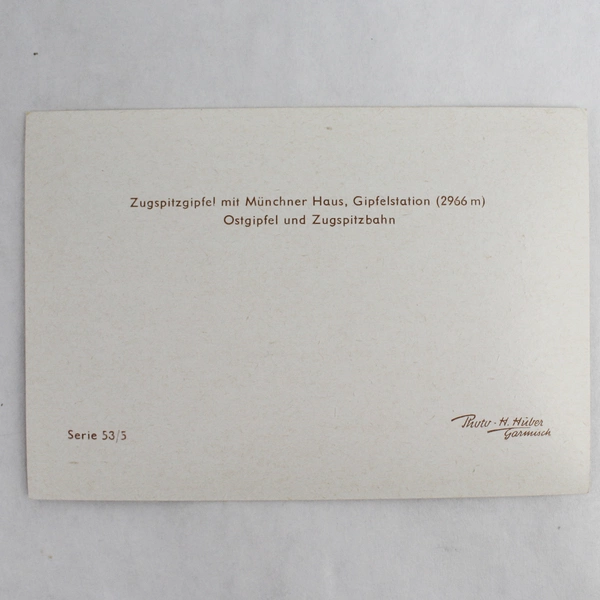 Zugspitzgipfel mit Münchner Haus, Gipfelstation (2966 m)
Ostgipfel und Zugspitzbahn
Serie 53/5
Photo · H. Huber
Garmisch